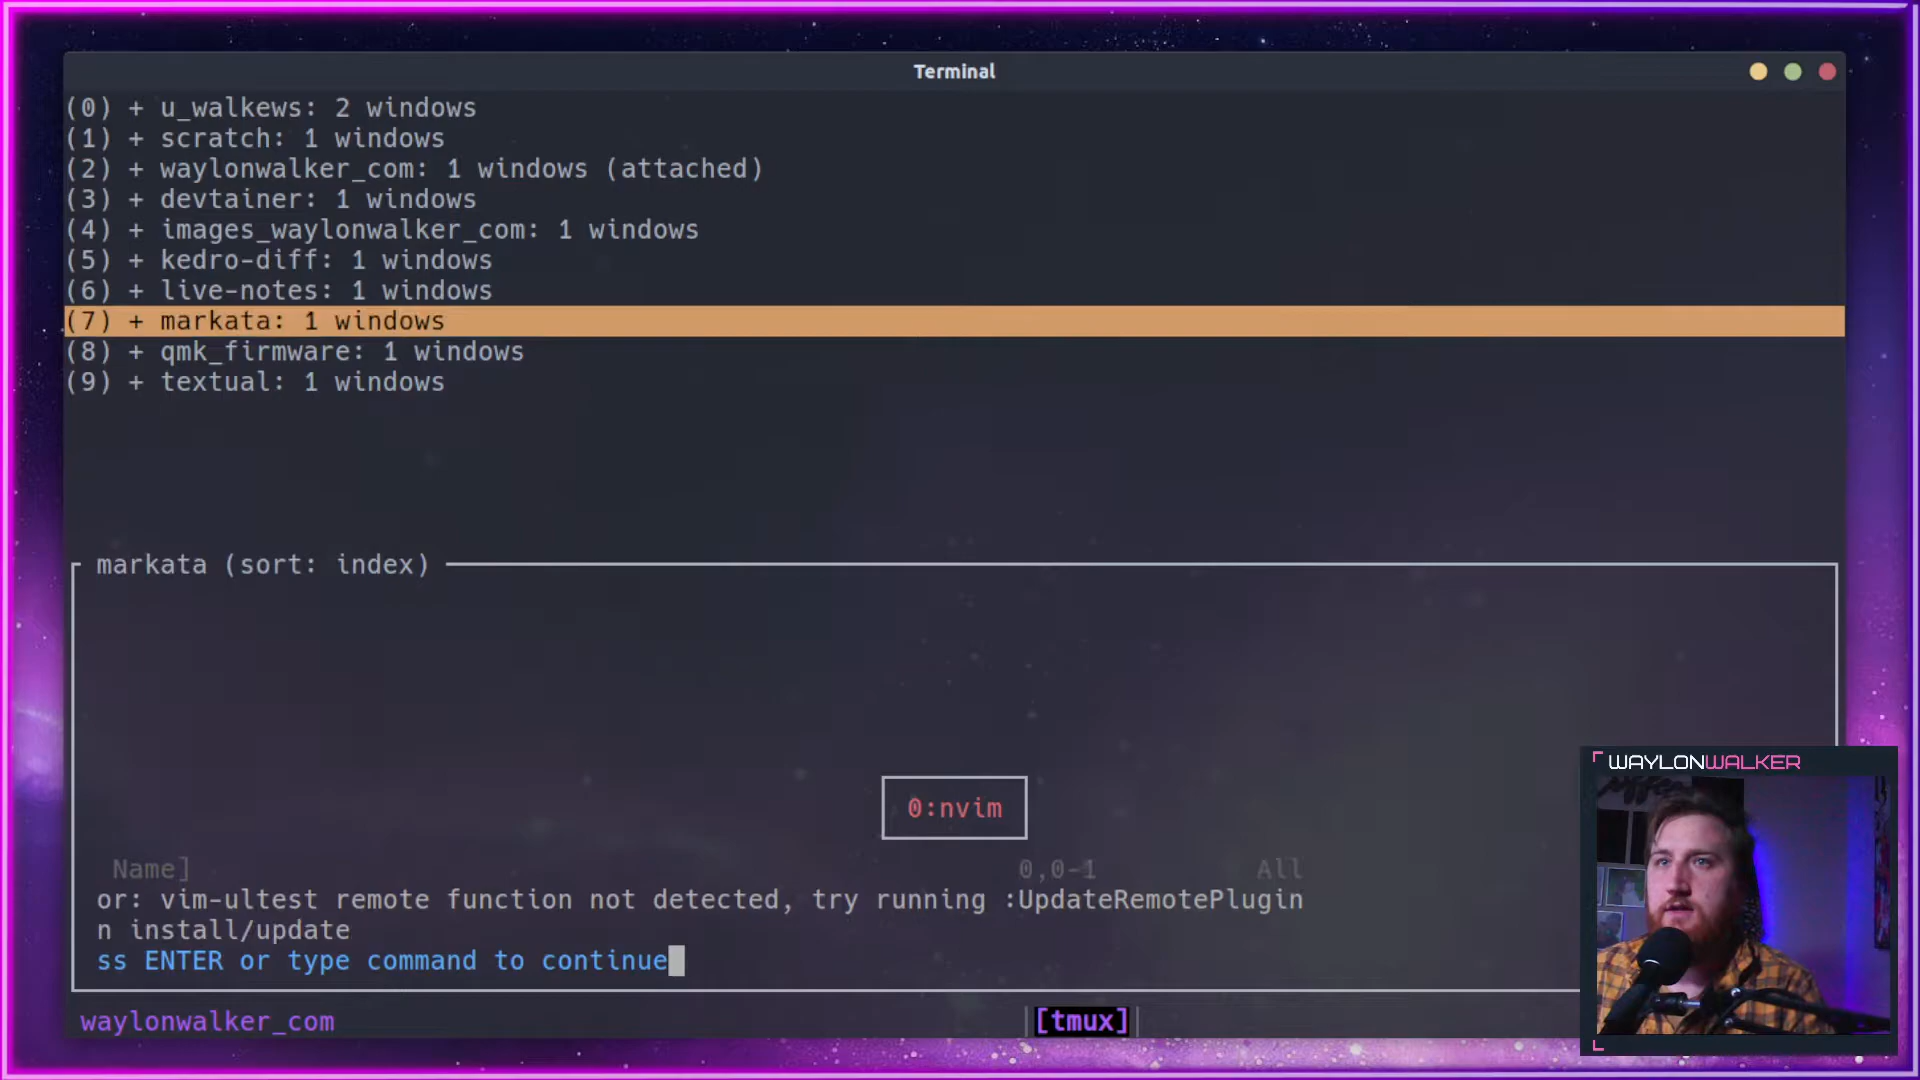 Terminal
(0) + u_walkews: 2 windows
(1) + scratch: 1 windows
(2) + waylonwalker_com: 1 windows (attached)
(3) + devtainer: 1 windows
(4) + images_waylonwalker_com: 1 windows
(5) + kedro-diff: 1 windows
(6) + live-notes: 1 windows
(7) + markata: 1 windows
(8) + qmk_firmware: 1 windows
(9) + textual: 1 windows
markata (sort: index)
0:nvim
Name] 0,0-1 All
or: vim-ultest remote function not detected, try running :UpdateRemotePlugin
n install/update
ss ENTER or type command to continue
WAYLONWALKER
waylonwalker_com [tmux]